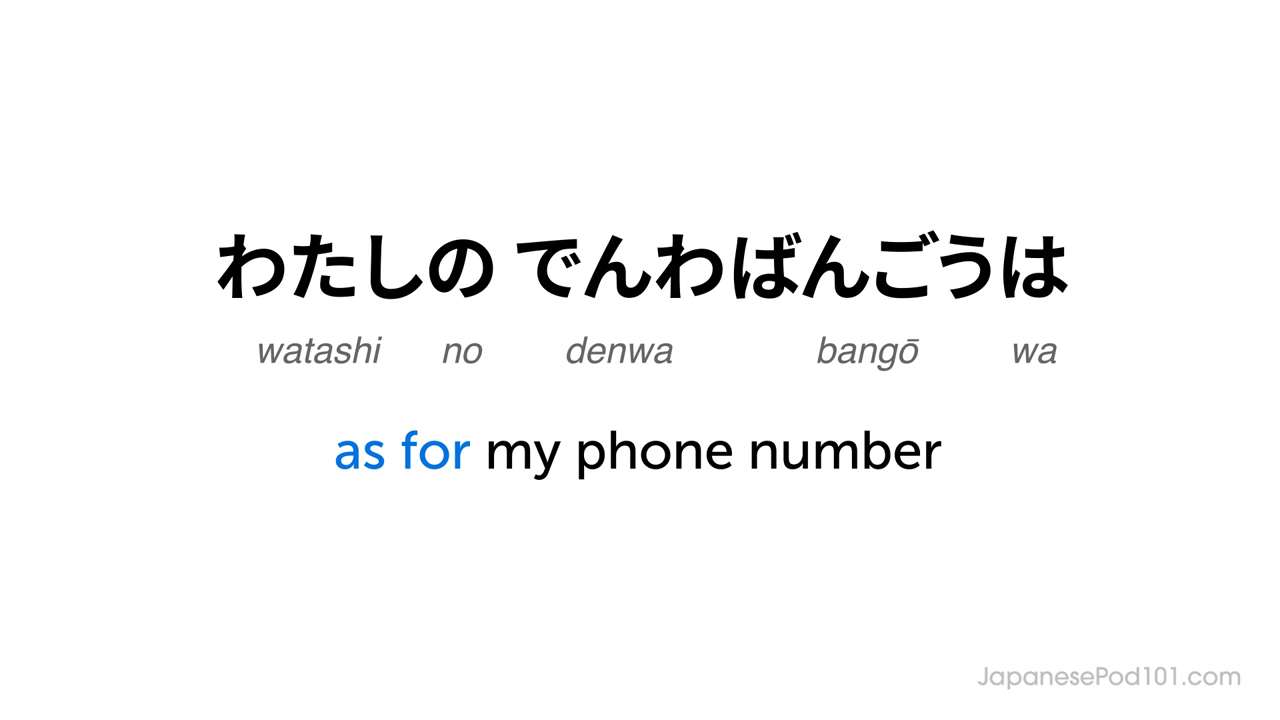 わたしの でんわばんごうは
watashi no denwa bangō wa
as for my phone number
JapanesePod101.com